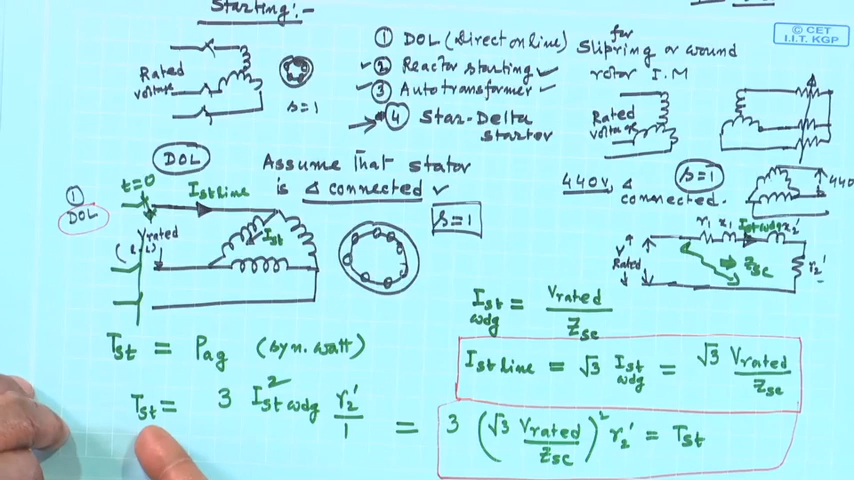 Starting:-
© CET
I.I.T. KGP
Rated
voltage
s=1
① DOL (Direct on line)
✓② Reactor starting ✓
✓③ Autotransformer ✓
→④ Star-Delta
starter
for
Slipring or wound
rotor I.M
Rated
voltage
DOL
Assume that stator
is Δ connected ✓
s=1
440V, Δ
connected.
s=1
440
①
DOL
t=0
Ist line
Vrated
(L-L)
Ist
r1 x1 Ist wdg x2'
V
Rated
Zsc
r2'
Ist wdg = Vrated / Zsc
Tst = Pag (syn. watt)
Ist line = √3 Ist wdg = √3 Vrated / Zsc
Tst = 3 I²st wdg r2'/1 = 3 (√3 Vrated / Zsc)² r2' = Tst